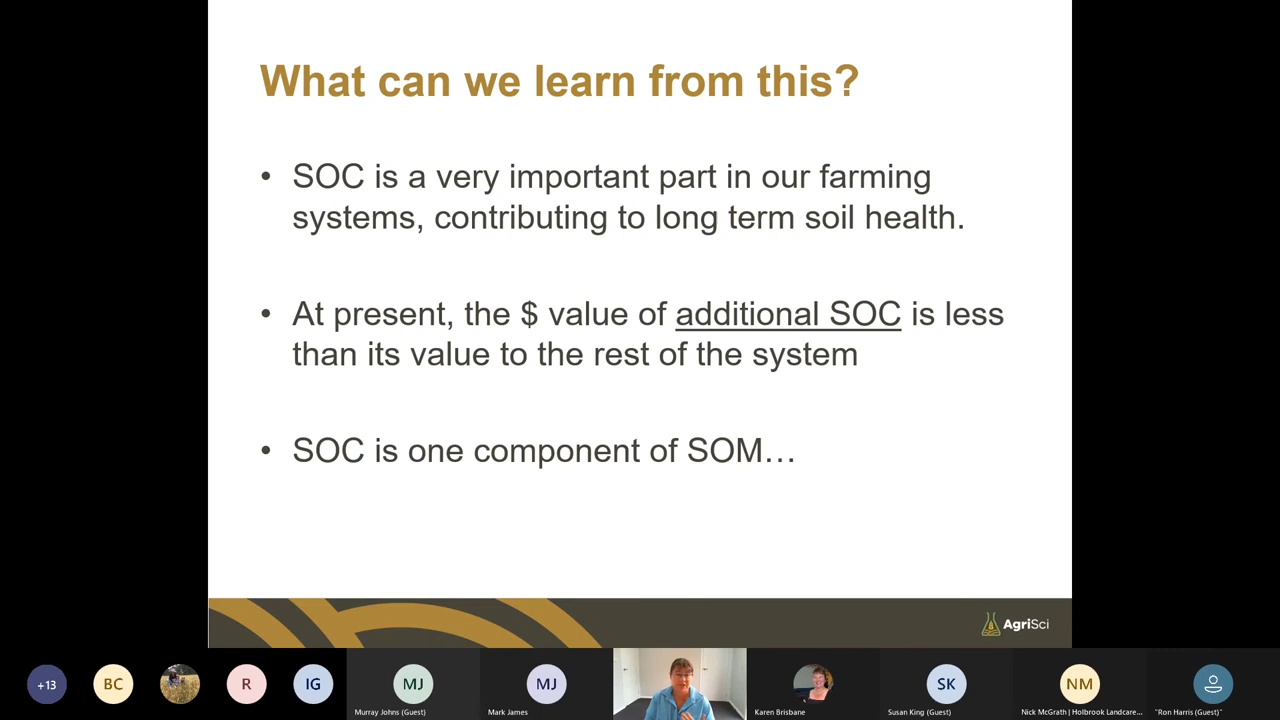 What can we learn from this?
• SOC is a very important part in our farming
systems, contributing to long term soil health.
• At present, the $ value of additional SOC is less
than its value to the rest of the system
• SOC is one component of SOM…
AgriSci
+13
BC
R
IG
MJ
Murray Johns (Guest)
MJ
Mark James
Karen Brisbane
SK
Susan King (Guest)
NM
Nick McGrath | Holbrook Landcare...
"Ron Harris (Guest)"